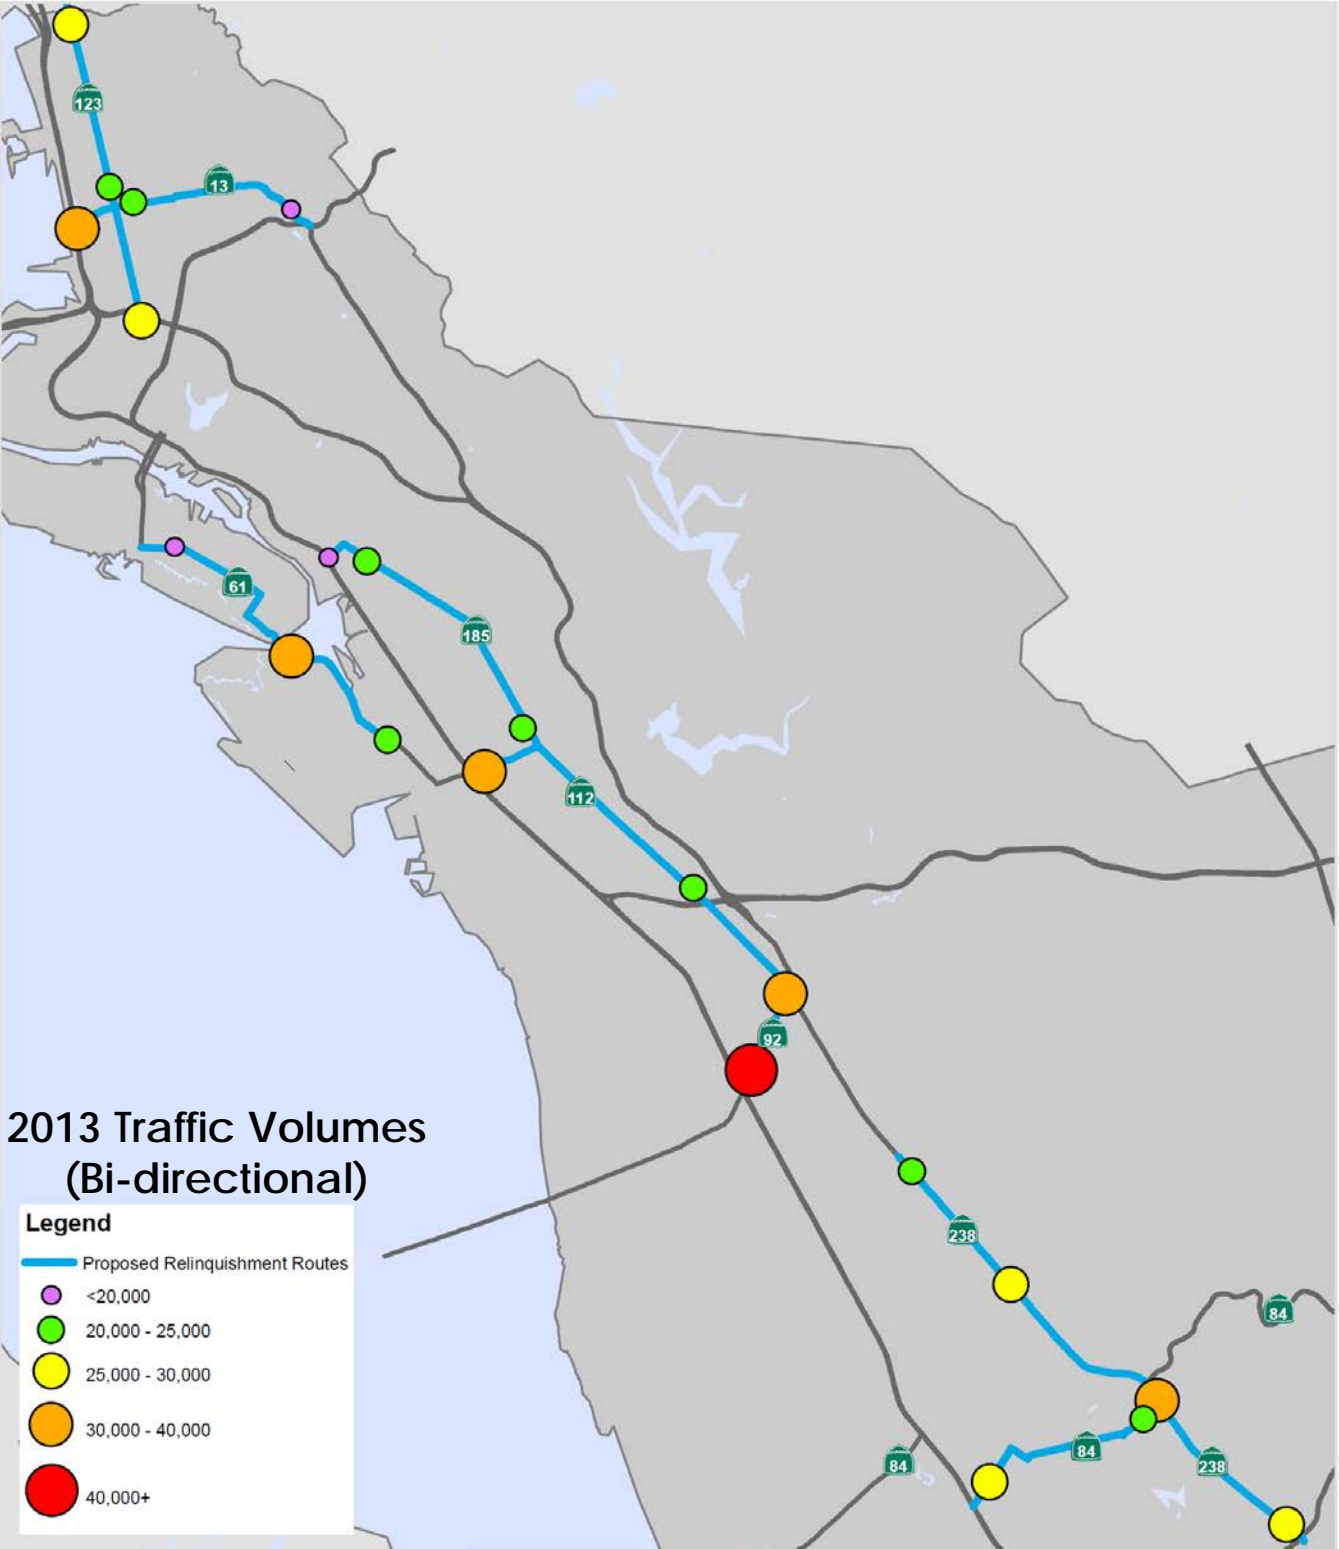 123
13
61
185
112
92
2013 Traffic Volumes
(Bi-directional)
Legend
Proposed Relinquishment Routes
<20,000
20,000 - 25,000
25,000 - 30,000
30,000 - 40,000
40,000+
238
84
84
84
238